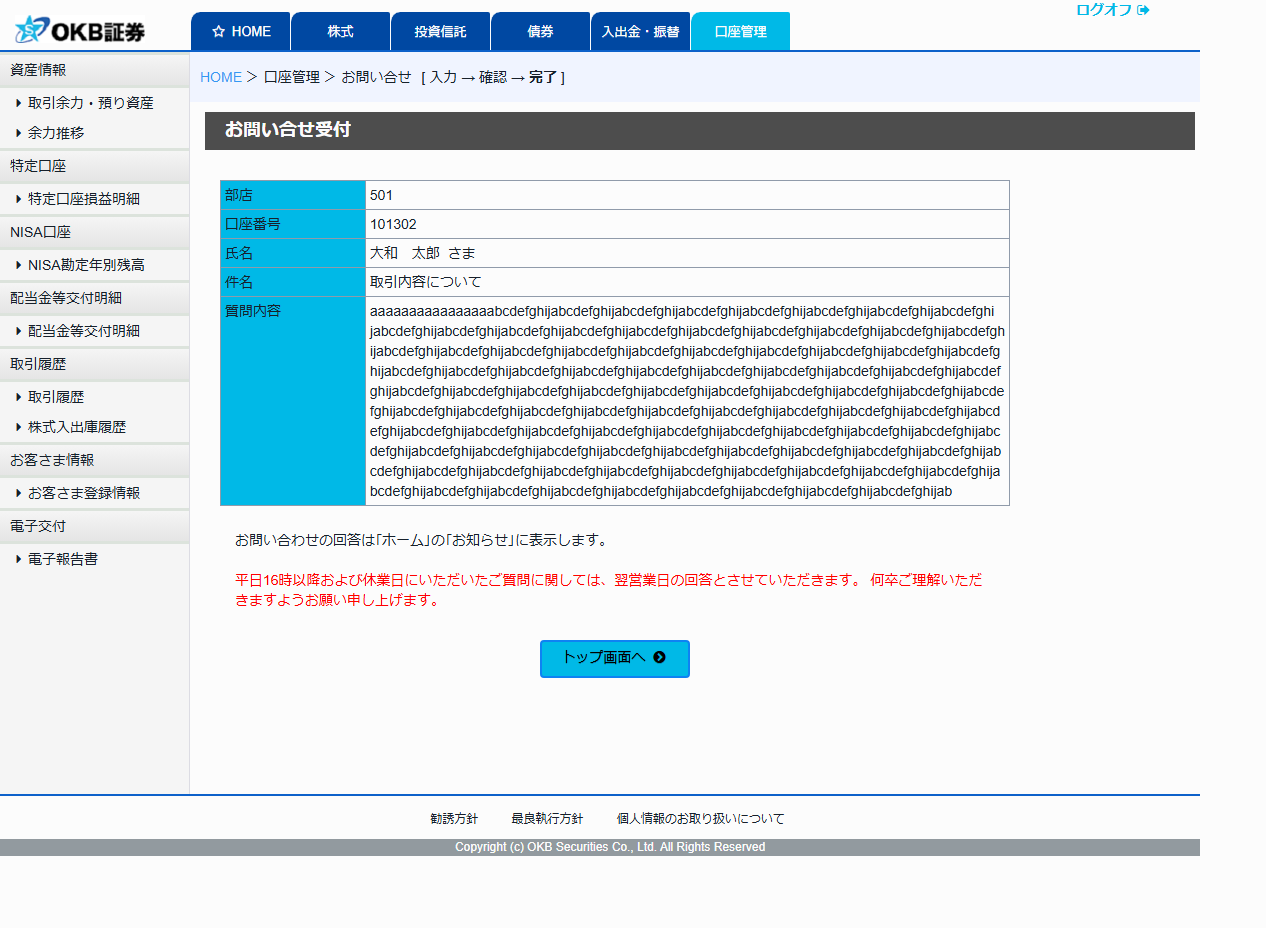 ログオフ
OKB証券
HOME
株式
投資信託
債券
入出金・振替
口座管理
HOME > 口座管理 > お問い合せ [ 入力 → 確認 → 完了 ]
資産情報
取引余力・預り資産
余力推移
特定口座
特定口座損益明細
NISA口座
NISA勘定年別残高
配当金等交付明細
配当金等交付明細
取引履歴
取引履歴
株式入出庫履歴
お客さま情報
お客さま登録情報
電子交付
電子報告書
お問い合せ受付
部店 501
口座番号 101302
氏名 大和　太郎 さま
件名 取引内容について
質問内容 aaaaaaaaaaaaaaaabcdefghijabcdefghijabcdefghijabcdefghijabcdefghijabcdefghijabcdefghijabcdefghi
jabcdefghijabcdefghijabcdefghijabcdefghijabcdefghijabcdefghijabcdefghijabcdefghijabcdefghijabcdefgh
ijabcdefghijabcdefghijabcdefghijabcdefghijabcdefghijabcdefghijabcdefghijabcdefghijabcdefghijabcdefg
hijabcdefghijabcdefghijabcdefghijabcdefghijabcdefghijabcdefghijabcdefghijabcdefghijabcdefghijabcdef
ghijabcdefghijabcdefghijabcdefghijabcdefghijabcdefghijabcdefghijabcdefghijabcdefghijabcdefghijabcde
fghijabcdefghijabcdefghijabcdefghijabcdefghijabcdefghijabcdefghijabcdefghijabcdefghijabcdefghijabcd
efghijabcdefghijabcdefghijabcdefghijabcdefghijabcdefghijabcdefghijabcdefghijabcdefghijabcdefghijabc
defghijabcdefghijabcdefghijabcdefghijabcdefghijabcdefghijabcdefghijabcdefghijabcdefghijabcdefghijab
cdefghijabcdefghijabcdefghijabcdefghijabcdefghijabcdefghijabcdefghijabcdefghijabcdefghijabcdefghija
bcdefghijabcdefghijabcdefghijabcdefghijabcdefghijabcdefghijabcdefghijabcdefghijabcdefghijab
お問い合わせの回答は｢ホーム｣の｢お知らせ｣に表示します。
平日16時以降および休業日にいただいたご質問に関しては、翌営業日の回答とさせていただきます。 何卒ご理解いただ
きますようお願い申し上げます。
トップ画面へ
勧誘方針
最良執行方針
個人情報のお取り扱いについて
Copyright (c) OKB Securities Co., Ltd. All Rights Reserved